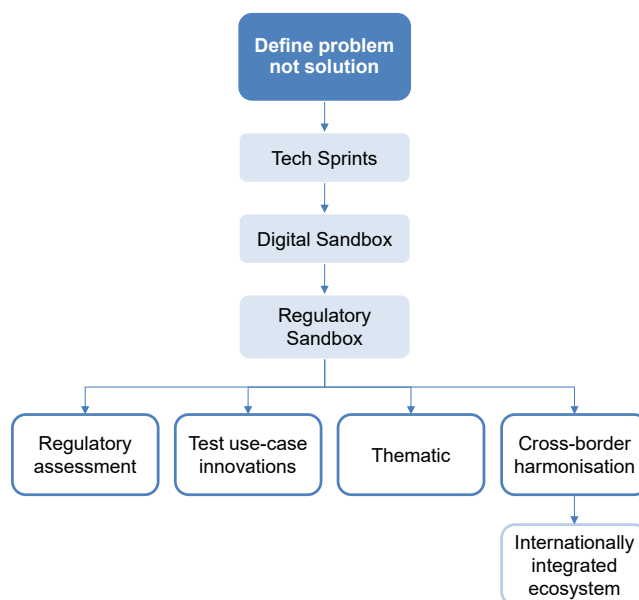 Define problem
not solution
Tech Sprints
Digital Sandbox
Regulatory
Sandbox
Regulatory
assessment
Test use-case
innovations
Thematic
Cross-border
harmonisation
Internationally
integrated
ecosystem